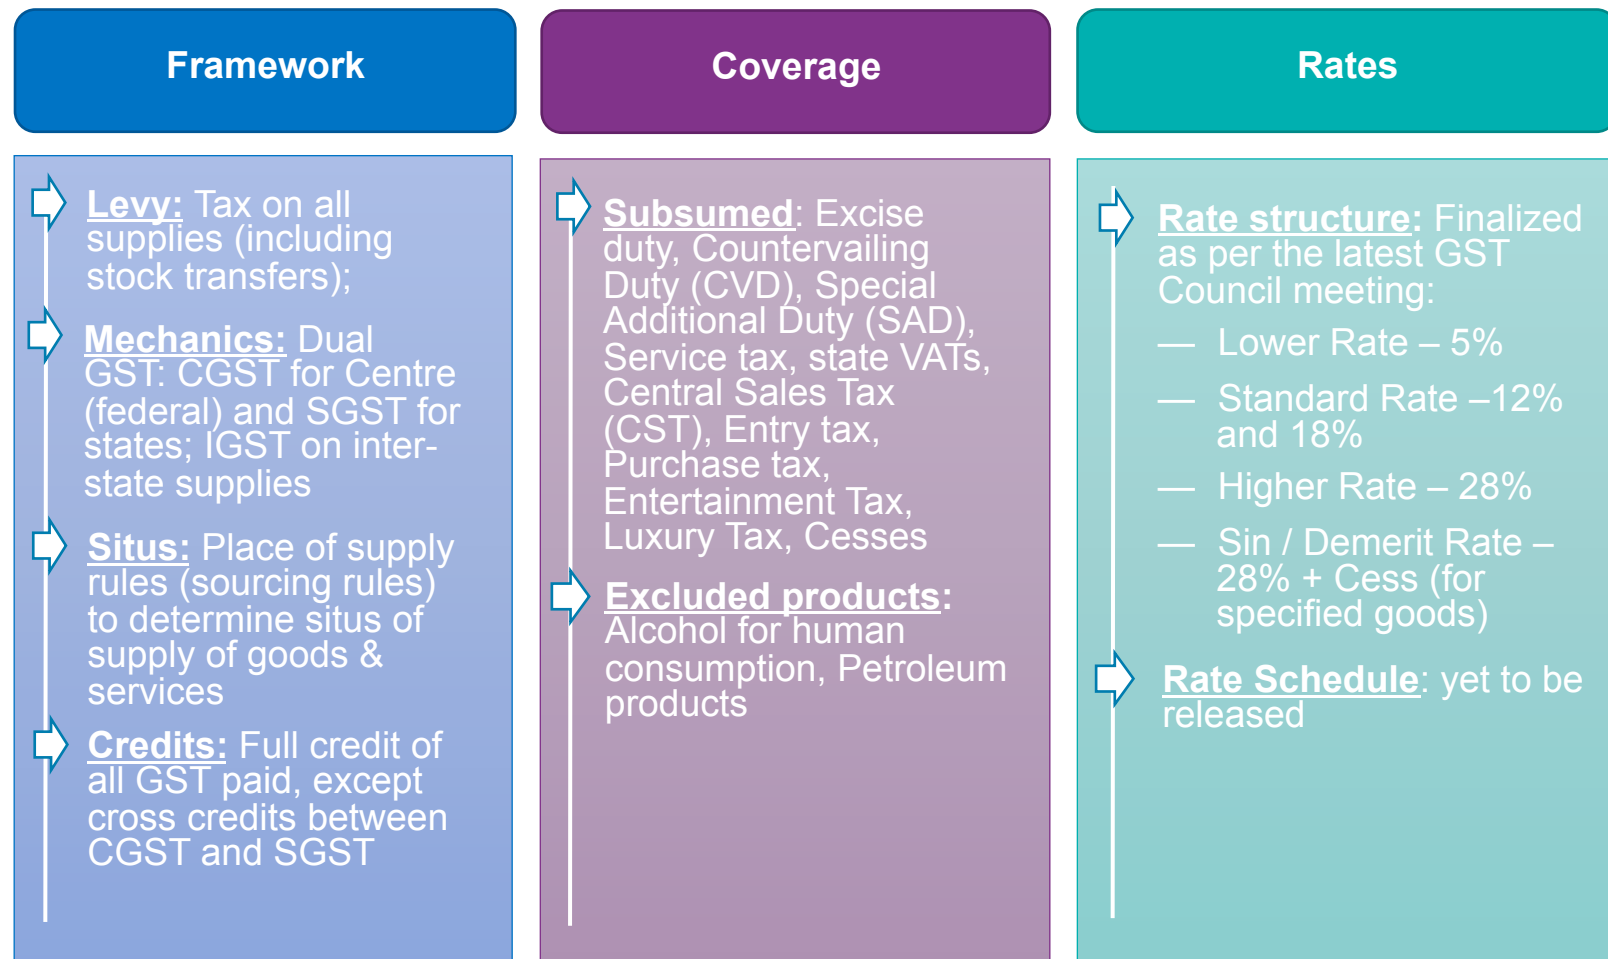 Framework
Levy: Tax on all
supplies (including
stock transfers);
Mechanics: Dual
GST: CGST for Centre
(federal) and SGST for
states; IGST on inter-
state supplies
Situs: Place of supply
rules (sourcing rules)
to determine situs of
supply of goods &
services
Credits: Full credit of
all GST paid, except
cross credits between
CGST and SGST
Coverage
Subsumed: Excise
duty, Countervailing
Duty (CVD), Special
Additional Duty (SAD),
Service tax, state VATs,
Central Sales Tax
(CST), Entry tax,
Purchase tax,
Entertainment Tax,
Luxury Tax, Cesses
Excluded products:
Alcohol for human
consumption, Petroleum
products
Rates
Rate structure: Finalized
as per the latest GST
Council meeting:
— Lower Rate – 5%
— Standard Rate –12%
and 18%
— Higher Rate – 28%
— Sin / Demerit Rate –
28% + Cess (for
specified goods)
Rate Schedule: yet to be
released